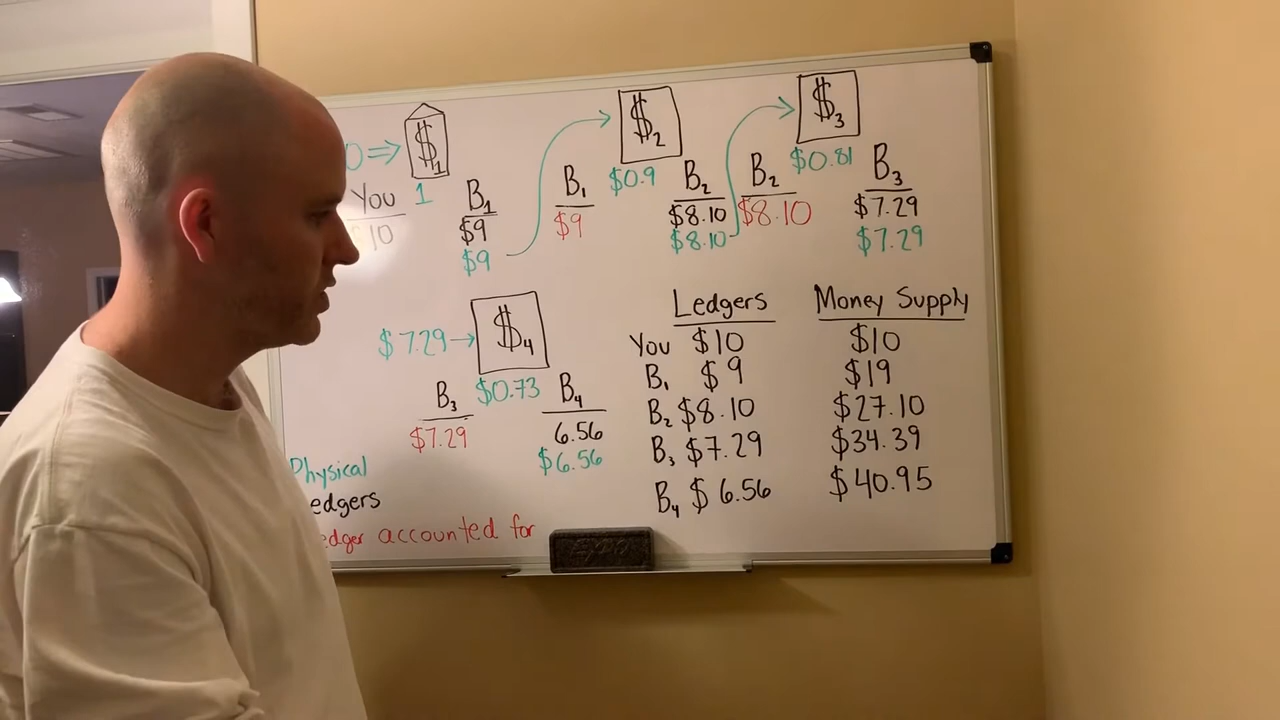 $1
$2
$3
0 ⇒
You
1
10
B1
$9
$9
B1
$9
$0.9
B2
$8.10
$8.10
B2
$8.10
$0.81
B3
$7.29
$7.29
$7.29 →
$4
$0.73
B3
$7.29
B4
6.56
$6.56
Physical
edgers
edger accounted for
Ledgers Money Supply
You $10 $10
B1 $9 $19
B2 $8.10 $27.10
B3 $7.29 $34.39
B4 $6.56 $40.95